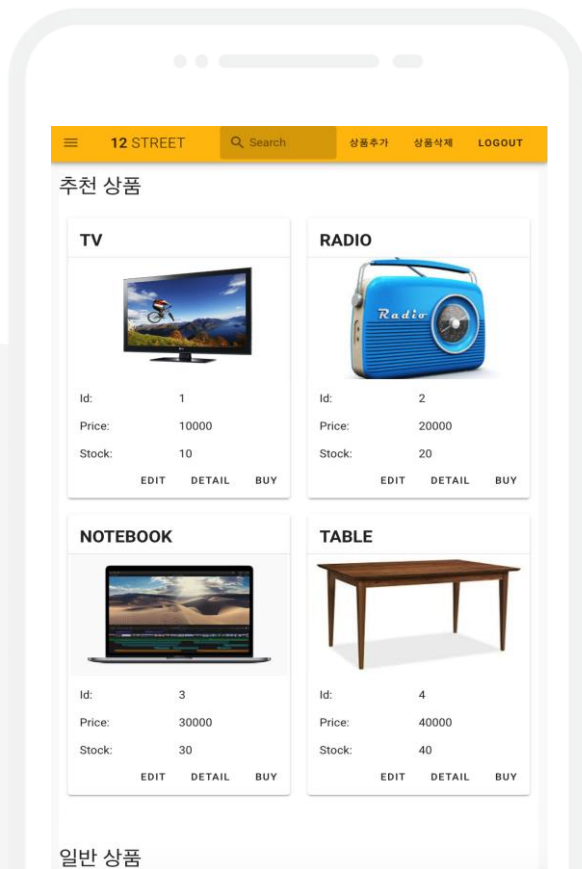 12 STREET Search 상품추가 상품삭제 LOGOUT
추천 상품
TV
Id: 1
Price: 10000
Stock: 10
EDIT DETAIL BUY
RADIO
Radio
Id: 2
Price: 20000
Stock: 20
EDIT DETAIL BUY
NOTEBOOK
Id: 3
Price: 30000
Stock: 30
EDIT DETAIL BUY
TABLE
Id: 4
Price: 40000
Stock: 40
EDIT DETAIL BUY
일반 상품